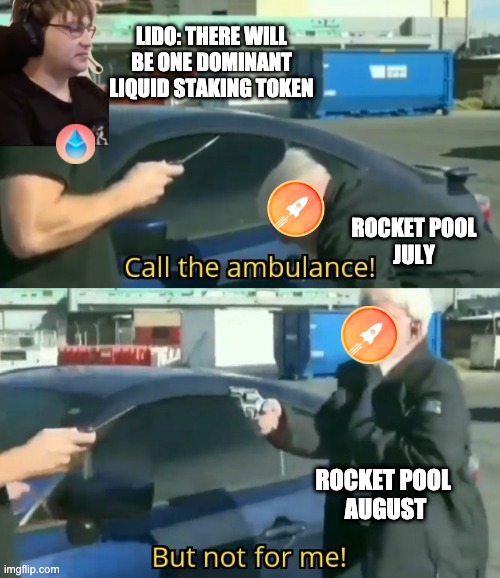 LIDO: THERE WILL
BE ONE DOMINANT
LIQUID STAKING TOKEN
ROCKET POOL
JULY
Call the ambulance!
ROCKET POOL
AUGUST
But not for me!
imgflip.com